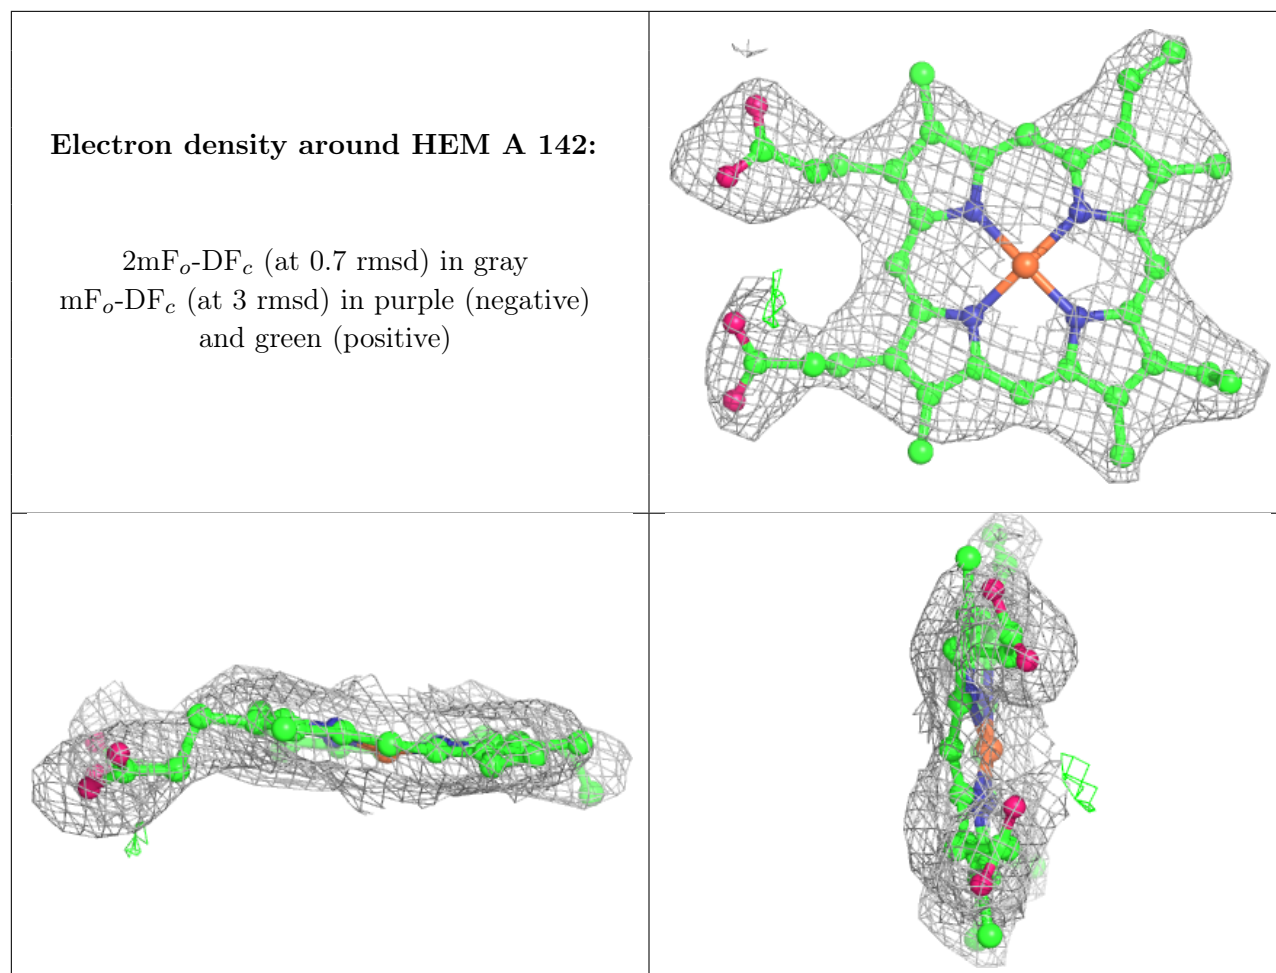 Electron density around HEM A 142:
2mFₒ-DF𝑐 (at 0.7 rmsd) in gray
mFₒ-DF𝑐 (at 3 rmsd) in purple (negative)
and green (positive)